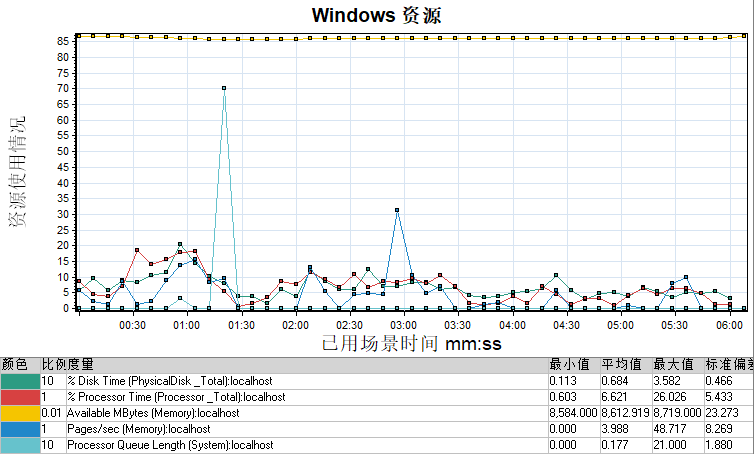 Windows 资源
资源使用情况
85
80
75
70
65
60
55
50
45
40
35
30
25
20
15
10
5
0
00:30 01:00 01:30 02:00 02:30 03:00 03:30 04:00 04:30 05:00 05:30 06:00
已用场景时间 mm:ss
颜色 比例 度量 最小值 平均值 最大值 标准偏差
10 % Disk Time (PhysicalDisk _Total):localhost 0.113 0.684 3.582 0.466
1 % Processor Time (Processor _Total):localhost 0.603 6.621 26.026 5.433
0.01 Available MBytes (Memory):localhost 8,584.000 8,612.919 8,719.000 23.273
1 Pages/sec (Memory):localhost 0.000 3.988 48.717 8.269
10 Processor Queue Length (System):localhost 0.000 0.177 21.000 1.880